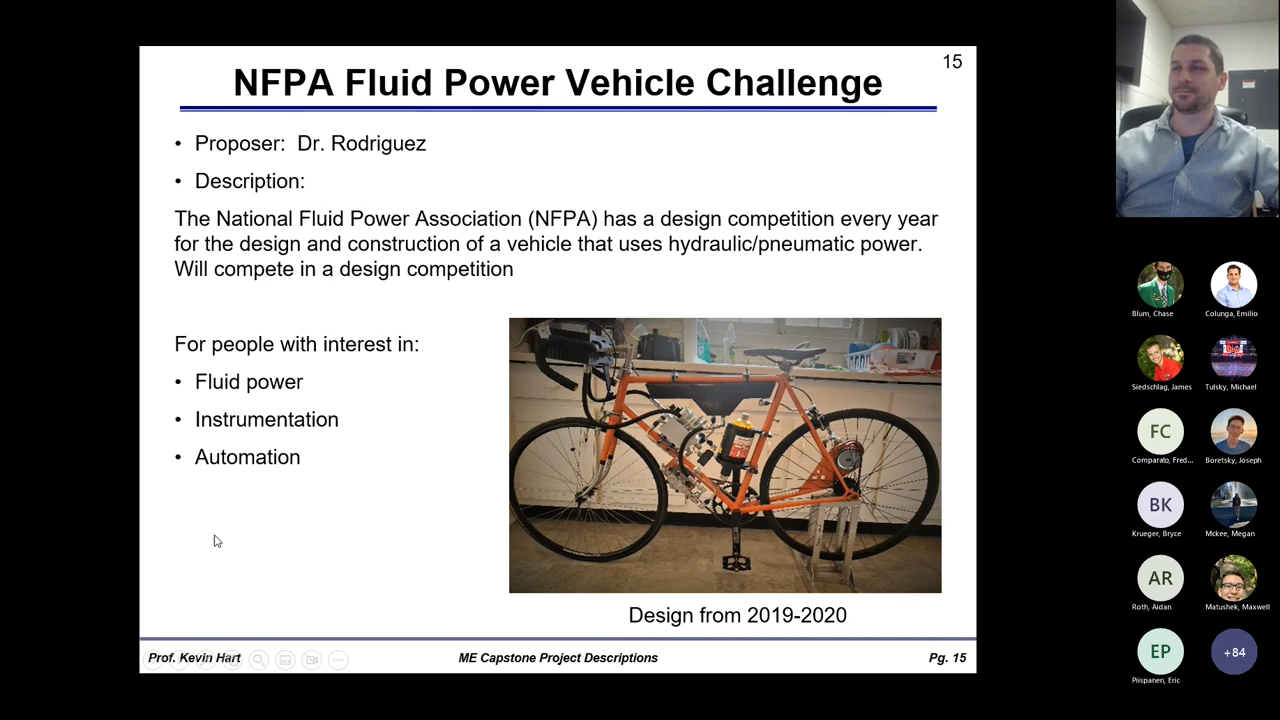 15
NFPA Fluid Power Vehicle Challenge
• Proposer:  Dr. Rodriguez
• Description:
The National Fluid Power Association (NFPA) has a design competition every year
for the design and construction of a vehicle that uses hydraulic/pneumatic power.
Will compete in a design competition
For people with interest in:
• Fluid power
• Instrumentation
• Automation
Design from 2019-2020
Prof. Kevin Hart
ME Capstone Project Descriptions
Pg. 15
Blum, Chase
Colunga, Emilio
Siedschlag, James
Tulsky, Michael
FC
Comparato, Fred...
Boretsky, Joseph
BK
Krueger, Bryce
Mckee, Megan
AR
Roth, Aidan
Matushek, Maxwell
EP
Piispanen, Eric
+84